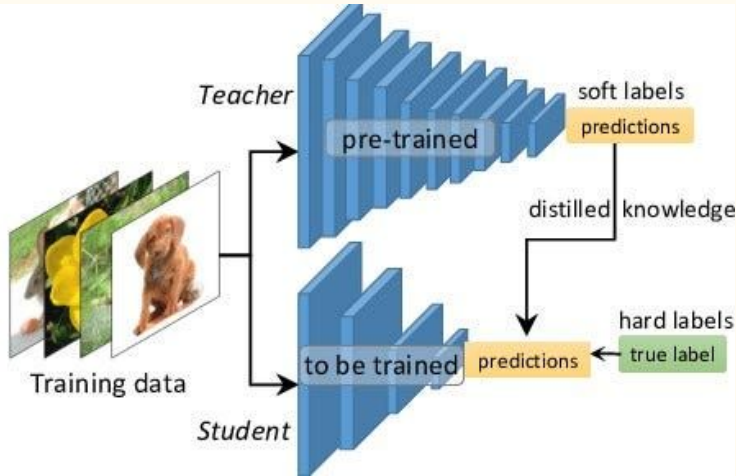 Teacher
pre-trained
soft labels
predictions
distilled knowledge
Training data
Student
to be trained
predictions
hard labels
true label